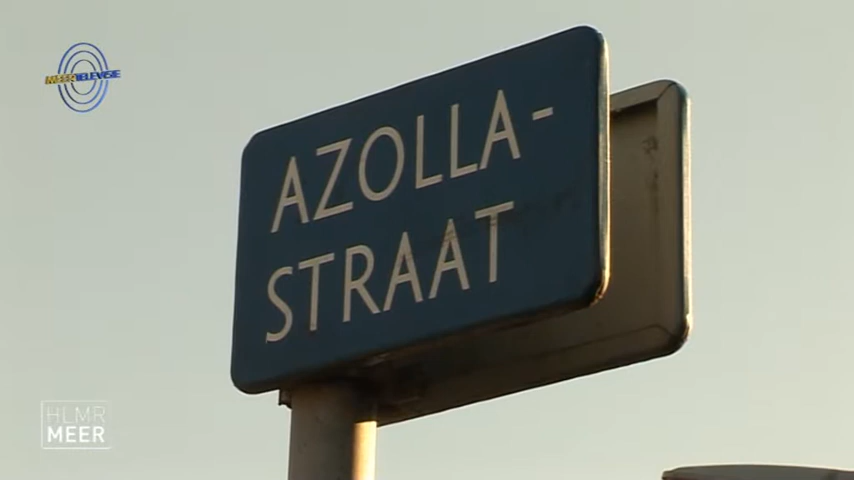 MEERTELEVISIE
AZOLLA-
STRAAT
HLMR
MEER